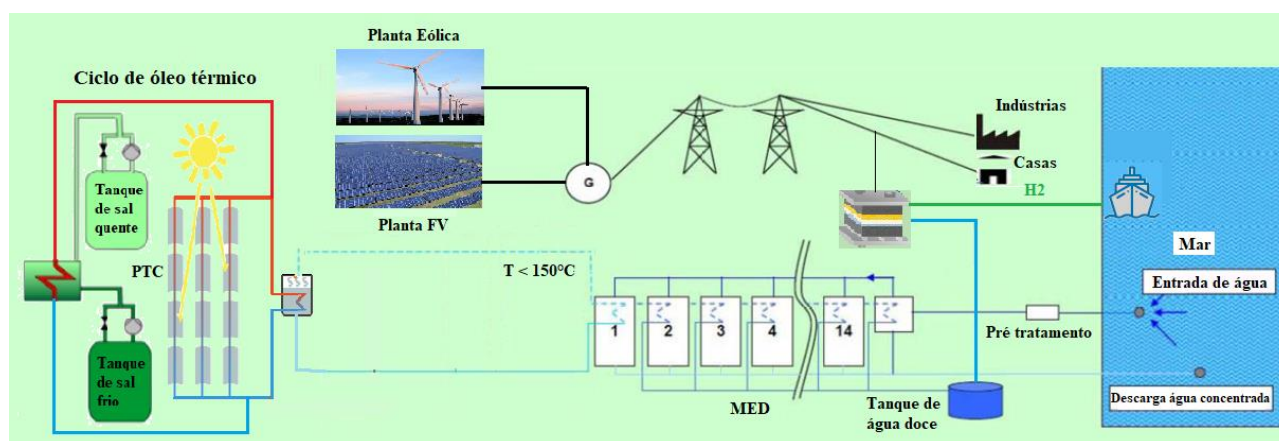 Planta Eólica
Ciclo de óleo térmico
Tanque
de sal
quente
PTC
Tanque
de sal
frio
G
Planta FV
T < 150°C
Indústrias
Casas
H2
Mar
Entrada de água
Pré tratamento
1
2
3
4
14
MED
Tanque de
água doce
Descarga água concentrada